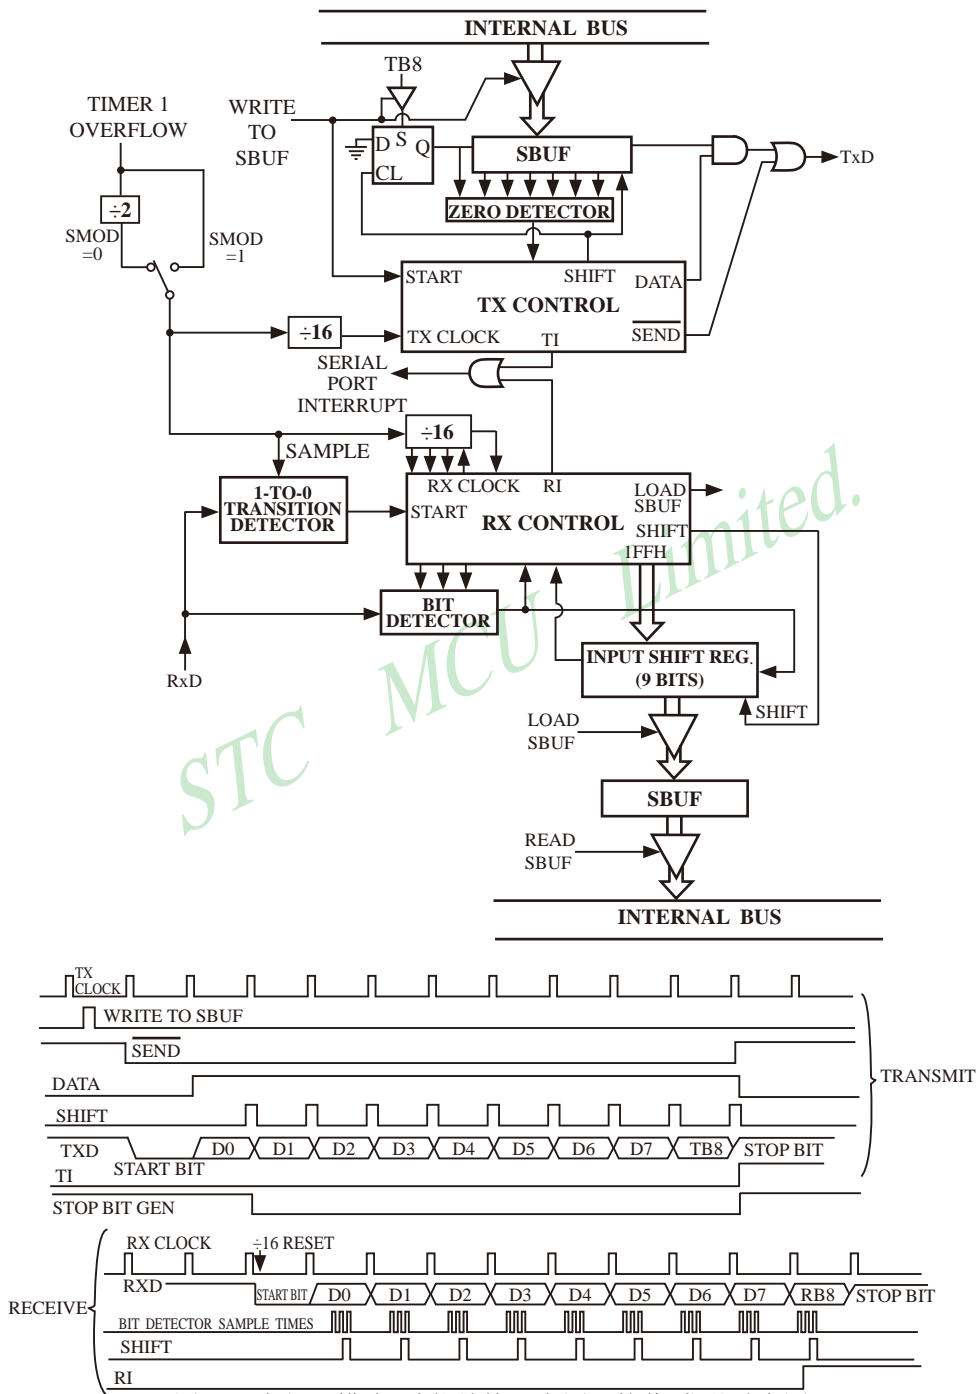 INTERNAL BUS
TB8
TIMER 1
OVERFLOW
WRITE
TO
SBUF
D S Q
CL
SBUF
TxD
÷2
ZERO DETECTOR
SMOD
=0
SMOD
=1
START
SHIFT
DATA
TX CONTROL
÷16
TX CLOCK
TI
SEND
SERIAL
PORT
INTERRUPT
÷16
SAMPLE
1-TO-0
TRANSITION
DETECTOR
RX CLOCK
RI
LOAD
SBUF
START
RX CONTROL
SHIFT
1FFH
BIT
DETECTOR
RxD
INPUT SHIFT REG.
(9 BITS)
SHIFT
LOAD
SBUF
SBUF
READ
SBUF
INTERNAL BUS
STC MCU Limited.
TX
CLOCK
WRITE TO SBUF
SEND
DATA
TRANSMIT
SHIFT
TXD
START BIT
D0 D1 D2 D3 D4 D5 D6 D7 TB8 STOP BIT
TI
STOP BIT GEN
RX CLOCK
÷16 RESET
RXD
START BIT D0 D1 D2 D3 D4 D5 D6 D7 RB8 STOP BIT
RECEIVE
BIT DETECTOR SAMPLE TIMES
SHIFT
RI